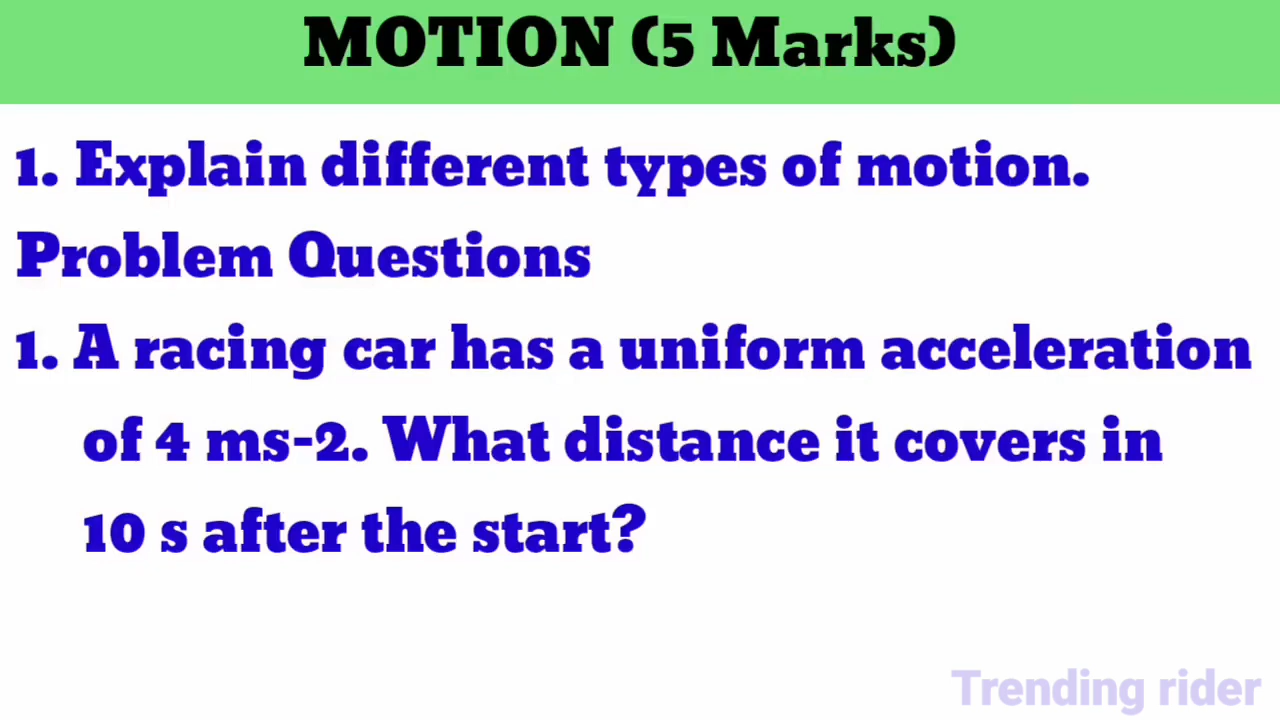 MOTION (5 Marks)
1. Explain different types of motion.
Problem Questions
1. A racing car has a uniform acceleration
of 4 ms-2. What distance it covers in
10 s after the start?
Trending rider